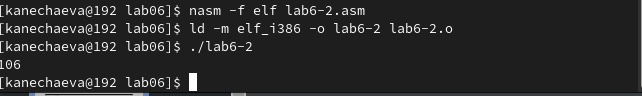 [kanechaeva@192 lab06]$ nasm -f elf lab6-2.asm
[kanechaeva@192 lab06]$ ld -m elf_i386 -o lab6-2 lab6-2.o
[kanechaeva@192 lab06]$ ./lab6-2
106
[kanechaeva@192 lab06]$